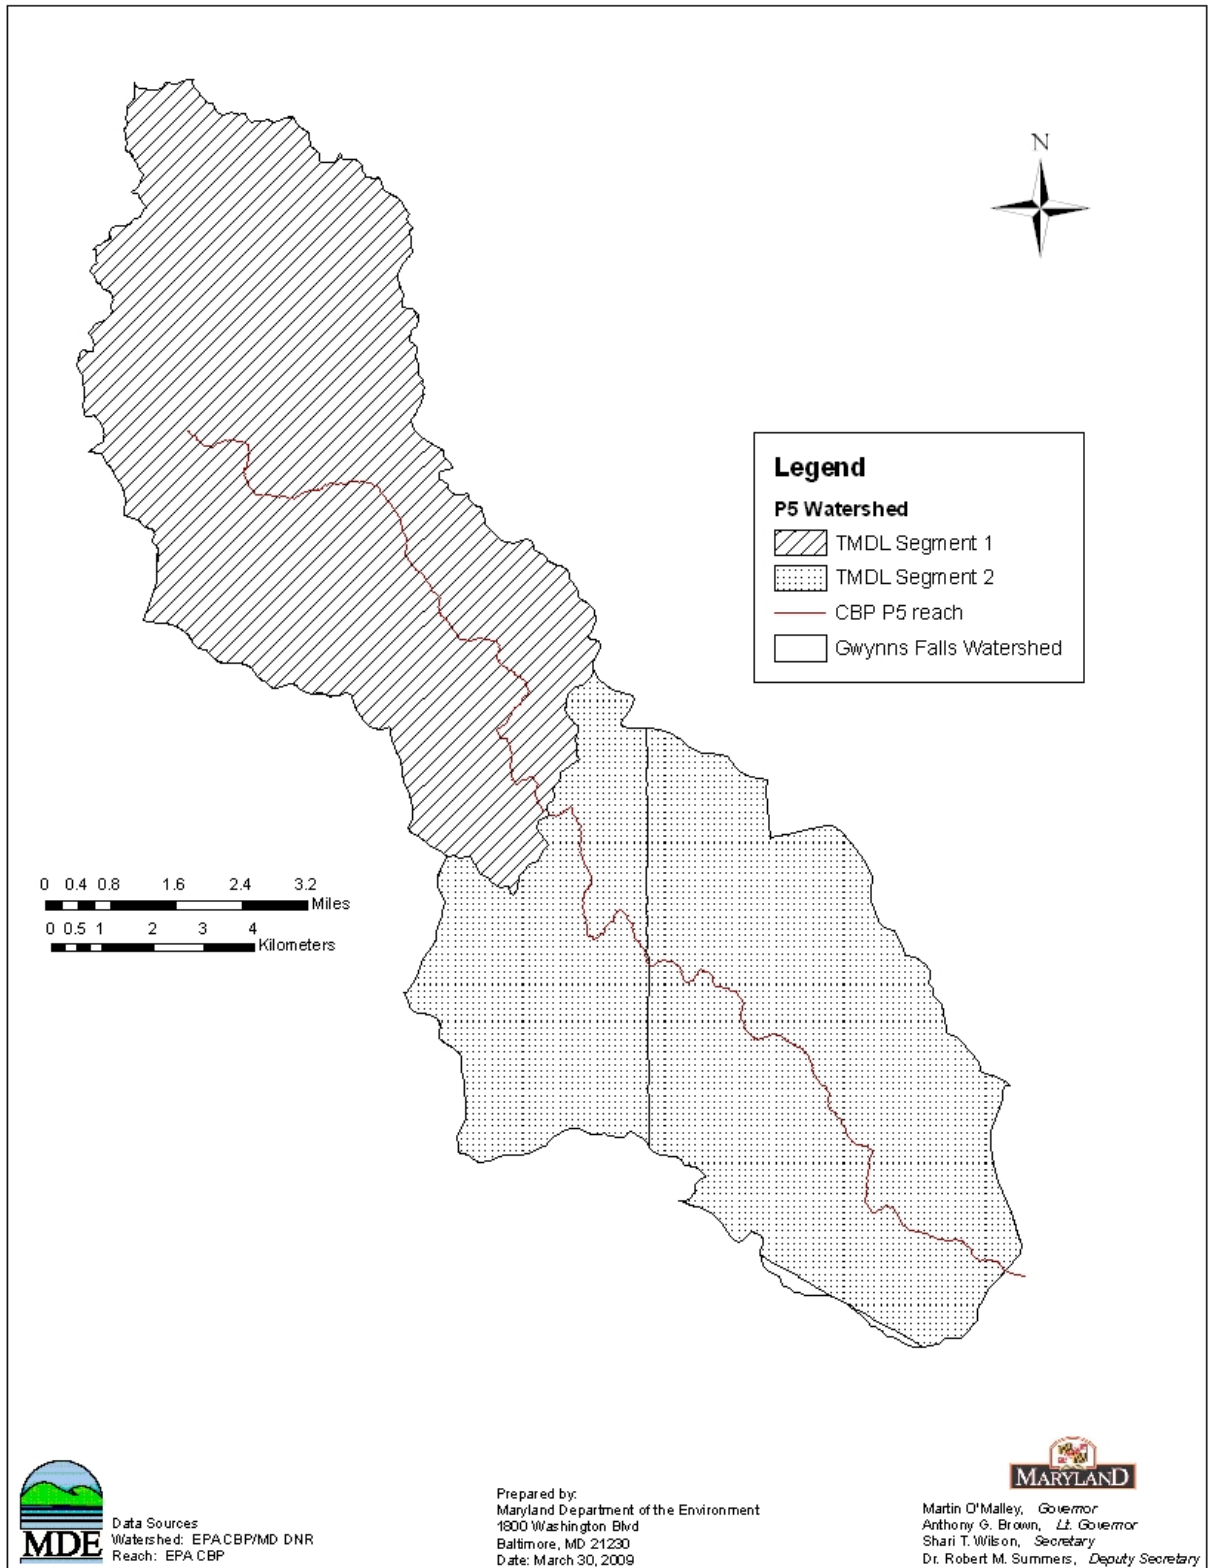 N
Legend
P5 Watershed
TMDL Segment 1
TMDL Segment 2
CBP P5 reach
Gwynns Falls Watershed
0 0.4 0.8 1.6 2.4 3.2
Miles
0 0.5 1 2 3 4
Kilometers
MDE
Data Sources
Watershed: EPACBP/MD DNR
Reach: EPA CBP
Prepared by:
Maryland Department of the Environment
1800 Washington Blvd
Baltimore, MD 21230
Date: March 30, 2009
MARYLAND
Martin O'Malley, Governor
Anthony G. Brown, Lt. Governor
Shari T. Wilson, Secretary
Dr. Robert M. Summers, Deputy Secretary